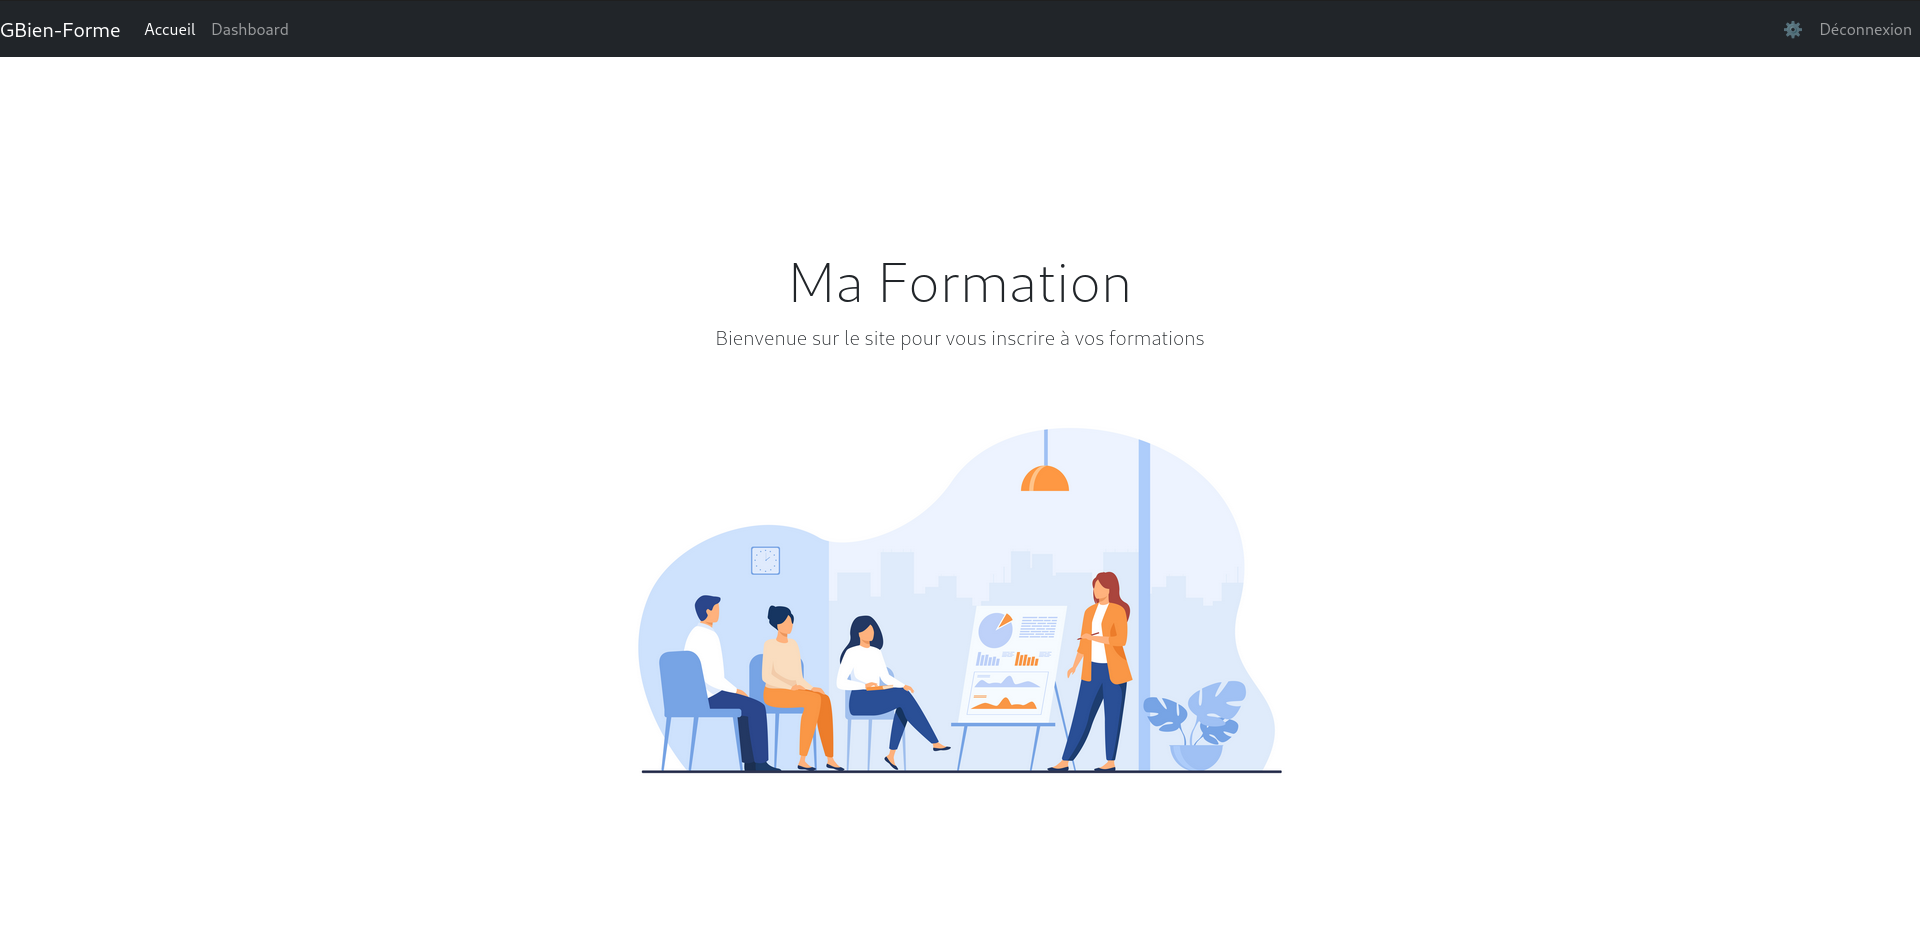 GBien-Forme Accueil Dashboard ⚙️ Déconnexion
Ma Formation
Bienvenue sur le site pour vous inscrire à vos formations